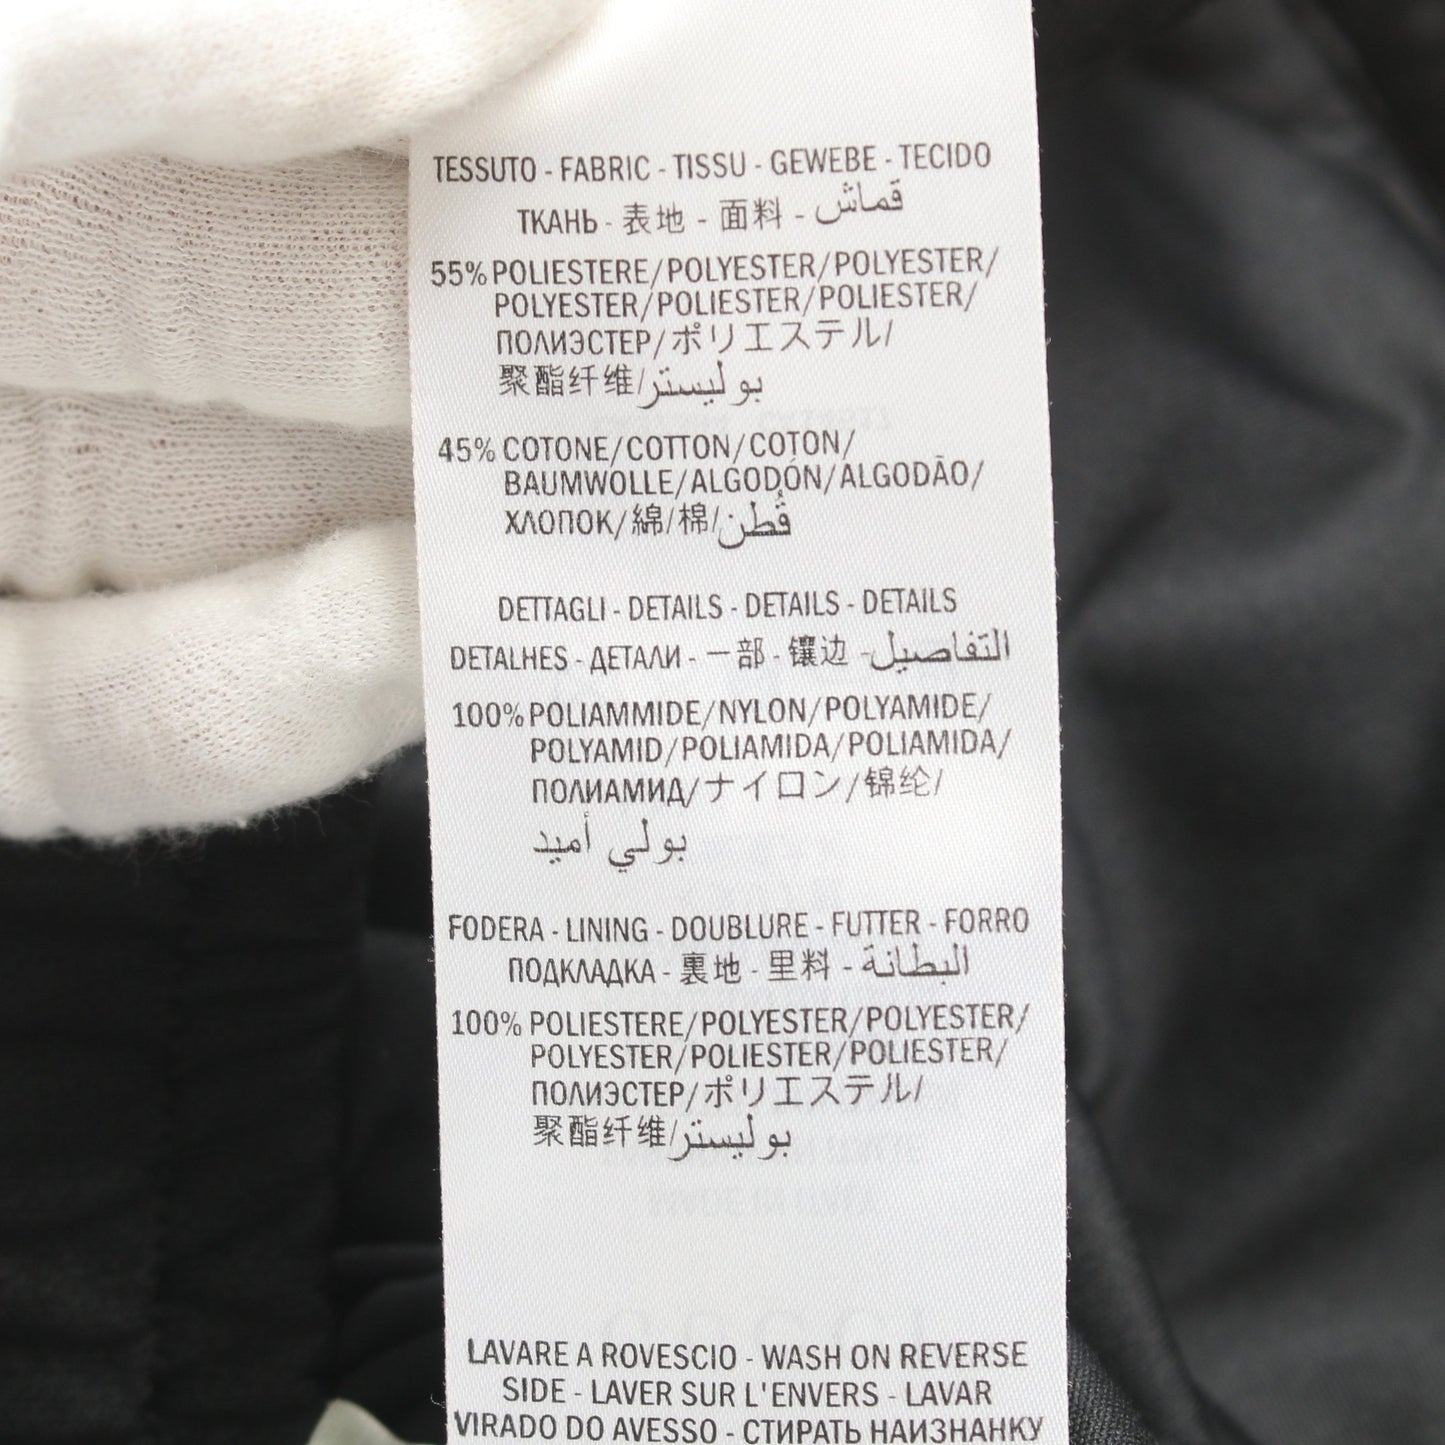 TESSUTO - FABRIC - TISSU - GEWEBE - TECIDO
ТКАНЬ - 表地 - 面料 - قماش
55% POLIESTERE/POLYESTER/POLYESTER/
POLYESTER/POLIESTER/POLIESTER/
ПОЛИЭСТЕР/ポリエステル/
聚酯纤维/بوليستر
45% COTONE/COTTON/COTON/
BAUMWOLLE/ALGODÓN/ALGODÃO/
ХЛОПОК/綿/棉/قُطن
DETTAGLI - DETAILS - DETAILS - DETAILS
DETALHES - ДЕТАЛИ - 一部 - 镶边 - التفاصيل
100% POLIAMMIDE/NYLON/POLYAMIDE/
POLYAMID/POLIAMIDA/POLIAMIDA/
ПОЛИАМИД/ナイロン/锦纶/
بولي أميد
FODERA - LINING - DOUBLURE - FUTTER - FORRO
ПОДКЛАДКА - 裏地 - 里料 - البطانة
100% POLIESTERE/POLYESTER/POLYESTER/
POLYESTER/POLIESTER/POLIESTER/
ПОЛИЭСТЕР/ポリエステル/
聚酯纤维/بوليستر
LAVARE A ROVESCIO - WASH ON REVERSE
SIDE - LAVER SUR L'ENVERS - LAVAR
VIRADO DO AVESSO - СТИРАТЬ НАИЗНАНКУ